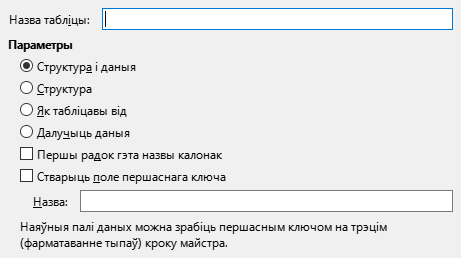 Назва табліцы:
Параметры
Структура і даныя
Структура
Як таблічавы від
Далучыць даныя
Першы радок гэта назвы калонак
Стварыць поле першаснага ключа
Назва:
Наяўныя палі даных можна зрабіць першасным ключом на трэцім
(фарматаванне тыпаў) кроку майстра.